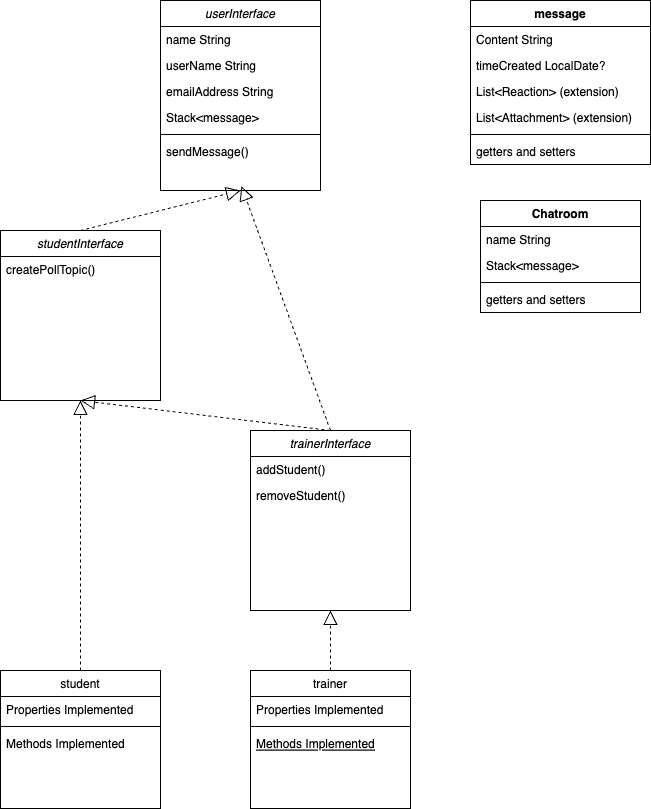 userInterface
name String
userName String
emailAddress String
Stack<message>
sendMessage()
message
Content String
timeCreated LocalDate?
List<Reaction> (extension)
List<Attachment> (extension)
getters and setters
Chatroom
name String
Stack<message>
getters and setters
studentInterface
createPollTopic()
trainerInterface
addStudent()
removeStudent()
student
Properties Implemented
Methods Implemented
trainer
Properties Implemented
Methods Implemented